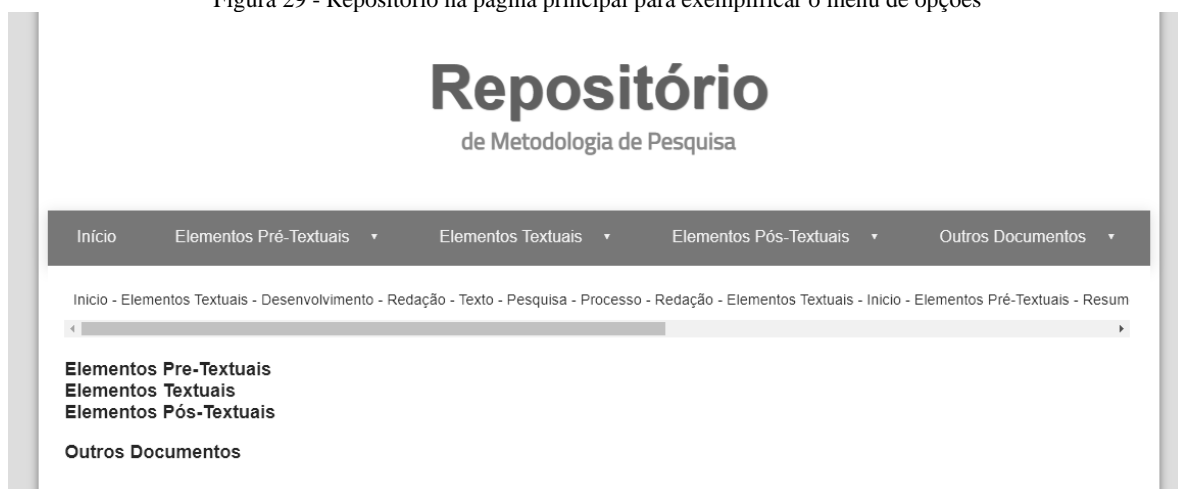 Figura 29 - Repositório na página principal para exemplificar o menu de opções
Repositório
de Metodologia de Pesquisa
Início Elementos Pré-Textuais Elementos Textuais Elementos Pós-Textuais Outros Documentos
Inicio - Elementos Textuais - Desenvolvimento - Redação - Texto - Pesquisa - Processo - Redação - Elementos Textuais - Inicio - Elementos Pré-Textuais - Resum
Elementos Pre-Textuais
Elementos Textuais
Elementos Pós-Textuais
Outros Documentos